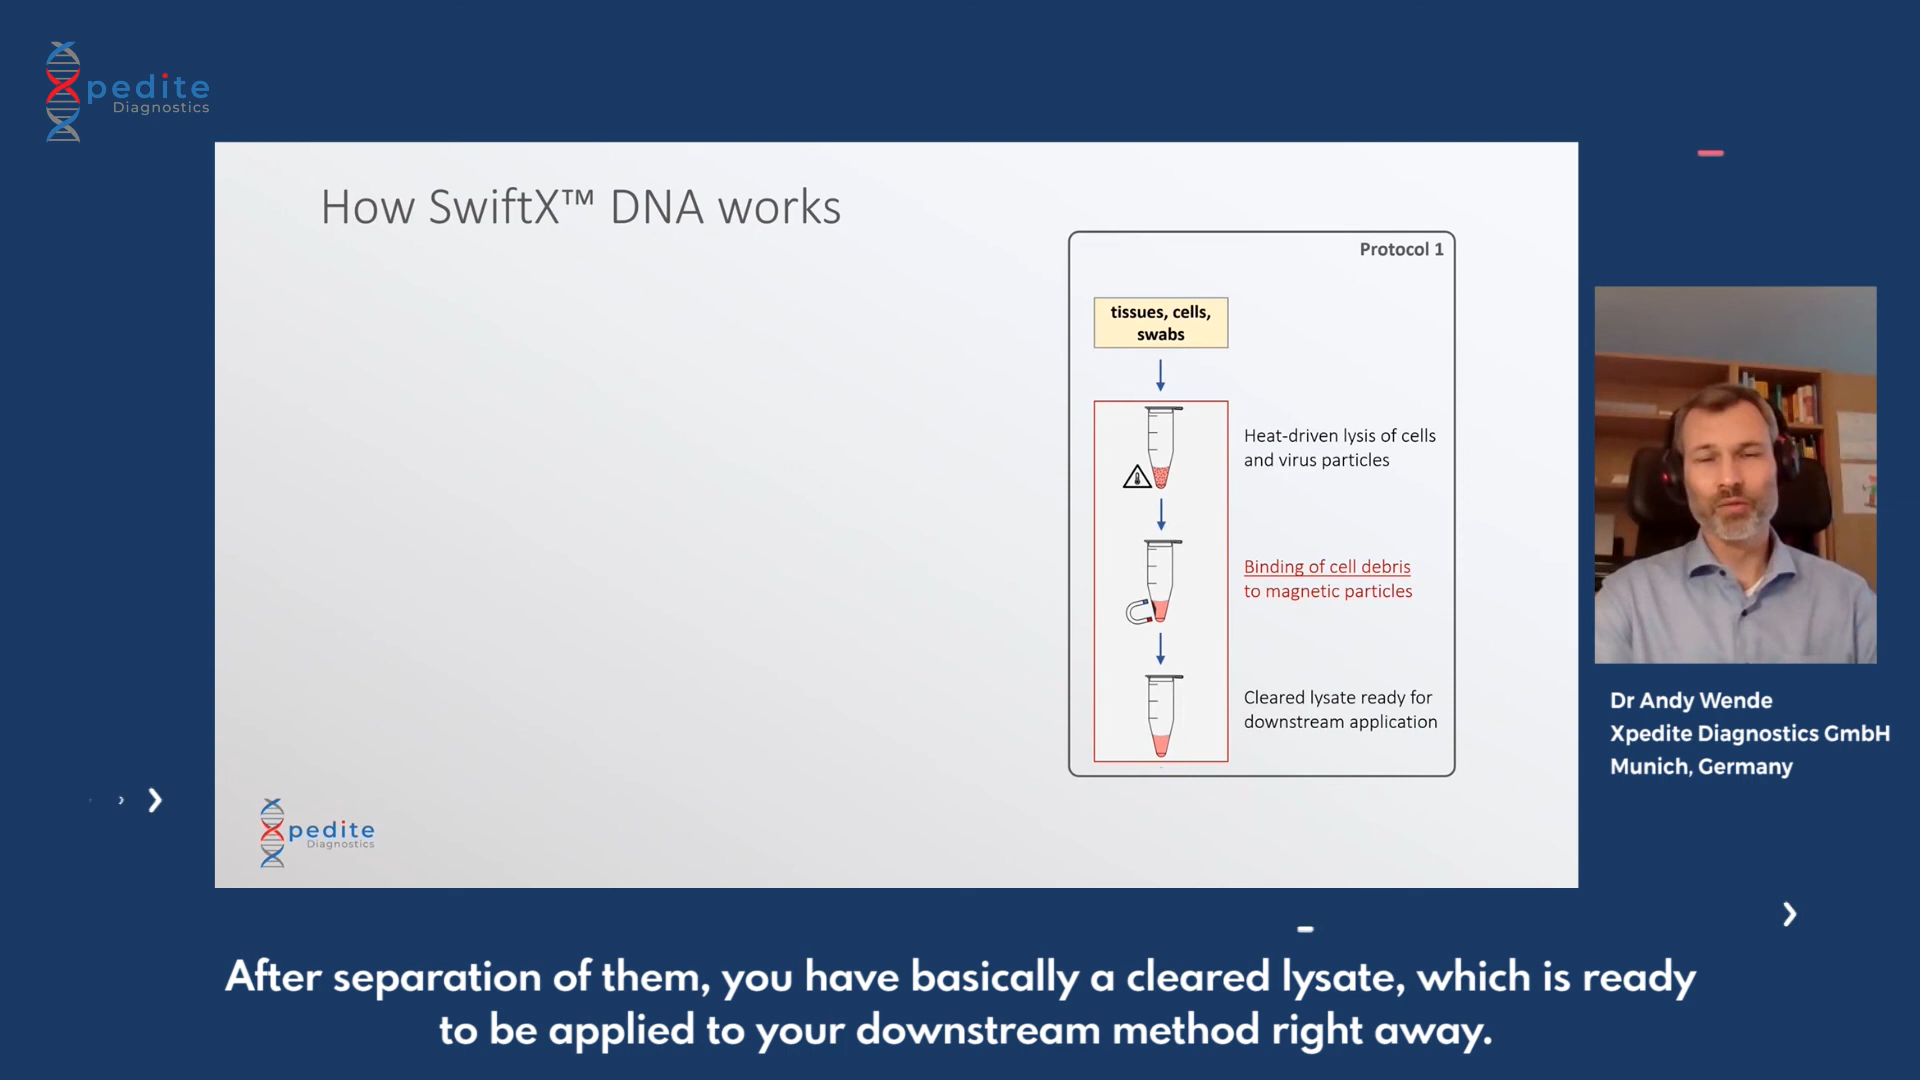 Xpedite
Diagnostics
How SwiftX™ DNA works
Protocol 1
tissues, cells,
swabs
Heat-driven lysis of cells
and virus particles
Binding of cell debris
to magnetic particles
Cleared lysate ready for
downstream application
Xpedite
Diagnostics
Dr Andy Wende
Xpedite Diagnostics GmbH
Munich, Germany
After separation of them, you have basically a cleared lysate, which is ready
to be applied to your downstream method right away.